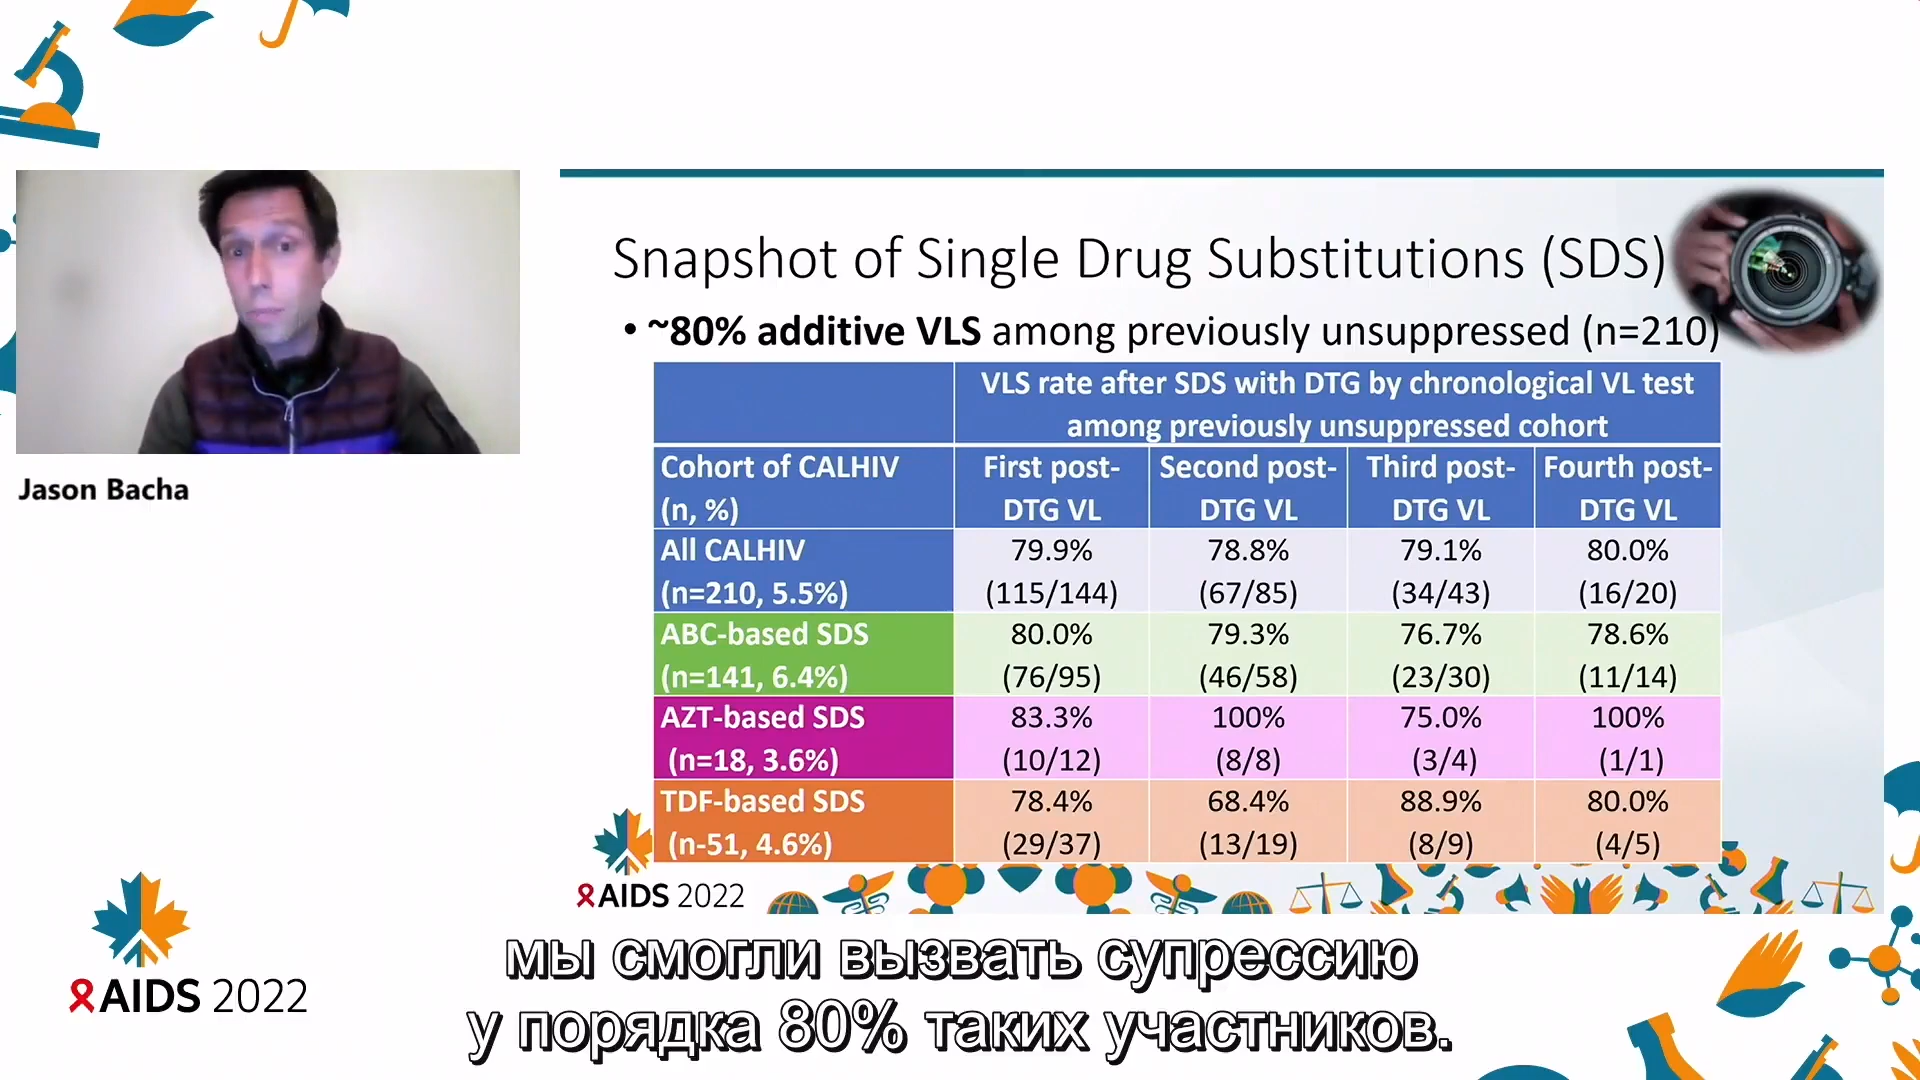 Jason Bacha
Snapshot of Single Drug Substitutions (SDS)
• ~80% additive VLS among previously unsuppressed (n=210)
VLS rate after SDS with DTG by chronological VL test
among previously unsuppressed cohort
Cohort of CALHIV
(n, %)
First post-
DTG VL
Second post-
DTG VL
Third post-
DTG VL
Fourth post-
DTG VL
All CALHIV
(n=210, 5.5%)
79.9%
(115/144)
78.8%
(67/85)
79.1%
(34/43)
80.0%
(16/20)
ABC-based SDS
(n=141, 6.4%)
80.0%
(76/95)
79.3%
(46/58)
76.7%
(23/30)
78.6%
(11/14)
AZT-based SDS
(n=18, 3.6%)
83.3%
(10/12)
100%
(8/8)
75.0%
(3/4)
100%
(1/1)
TDF-based SDS
(n-51, 4.6%)
78.4%
(29/37)
68.4%
(13/19)
88.9%
(8/9)
80.0%
(4/5)
AIDS 2022
AIDS 2022
мы смогли вызвать супрессию
у порядка 80% таких участников.